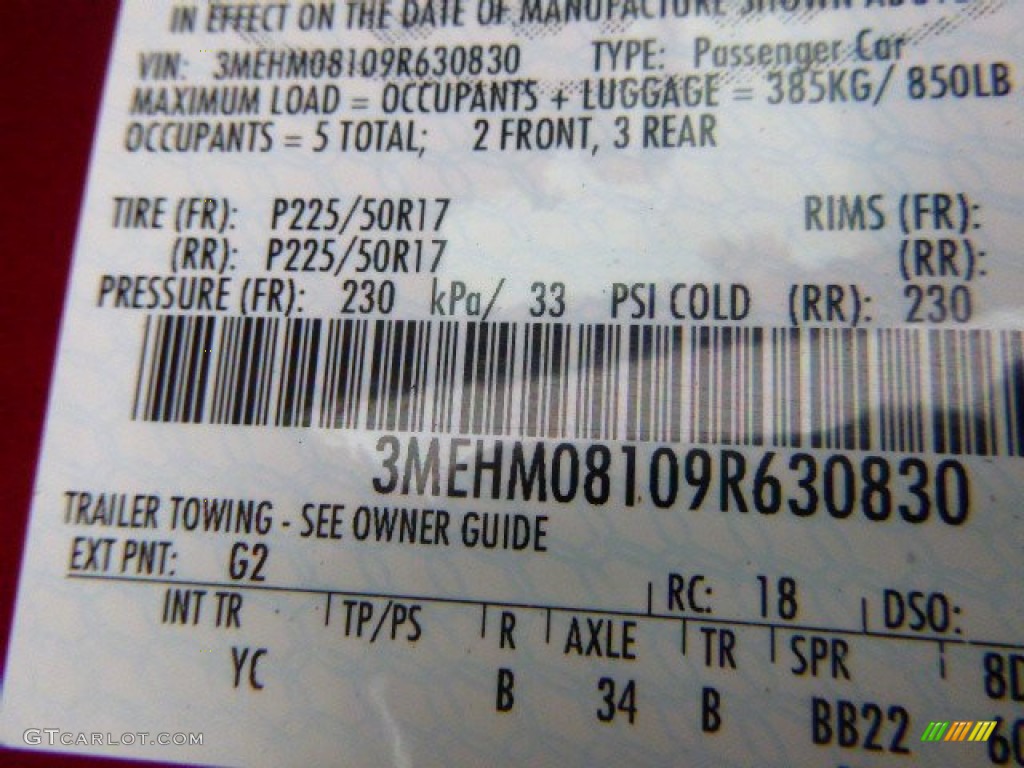 IN EFFECT ON THE DATE OF MANUFACTURE SHOWN
VIN: 3MEHM08109R630830 TYPE: Passenger Car
MAXIMUM LOAD = OCCUPANTS + LUGGAGE = 385KG/ 850LB
OCCUPANTS = 5 TOTAL; 2 FRONT, 3 REAR
TIRE (FR): P225/50R17 RIMS (FR):
(RR): P225/50R17 (RR):
PRESSURE (FR): 230 kPa/ 33 PSI COLD (RR): 230
3MEHM08109R630830
TRAILER TOWING - SEE OWNER GUIDE
EXT PNT: G2 RC: 18 DSO:
INT TR TP/PS R AXLE TR SPR
YC B 34 B BB22
GTCARLOT.COM